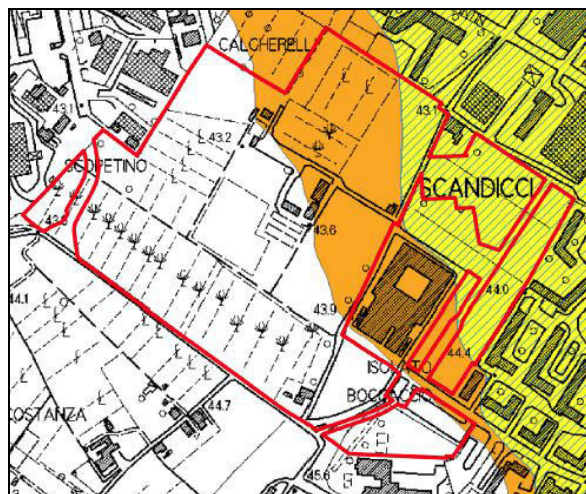 CALCHERELLI
43.1
43.1
43.2
SCOPETINO
SCANDICCI
43.6
44.1
44.0
43.9
44.4
ISOLATO
BOCCACCIO
44.7
COSTANZA
45.6